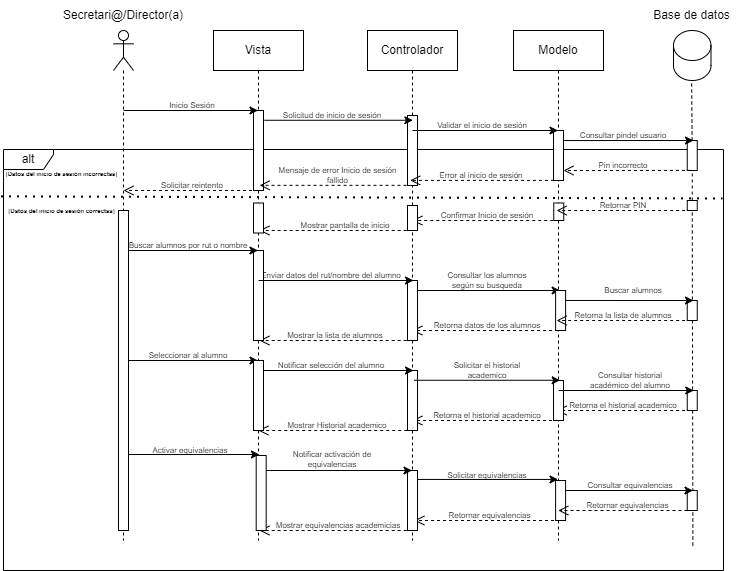 Secretari@/Director(a)
Base de datos
Vista
Controlador
Modelo
Inicio Sesión
Solicitud de inicio de sesión
Validar el inicio de sesión
Consultar pindel usuario
alt
[Datos del inicio de sesión incorrectas]
Pin incorrecto
Error al inicio de sesión
Mensaje de error Inicio de sesión
fallido
Solicitar reintento
[Datos del inicio de sesión correctas]
Retornar PIN
Confirmar Inicio de sesión
Mostrar pantalla de inicio
Buscar alumnos por rut o nombre
Enviar datos del rut/nombre del alumno
Consultar los alumnos
según su busqueda
Buscar alumnos
Retorna la lista de alumnos
Retorna datos de los alumnos
Mostrar la lista de alumnos
Seleccionar al alumno
Notificar selección del alumno
Solicitar el historial
academico
Consultar historial
académico del alumno
Retorna el historial academico
Retorna el historial academico
Mostrar Historial academico
Activar equivalencias
Notificar activación de
equivalencias
Solicitar equivalencias
Consultar equivalencias
Retornar equivalencias
Retornar equivalencias
Mostrar equivalencias academicias